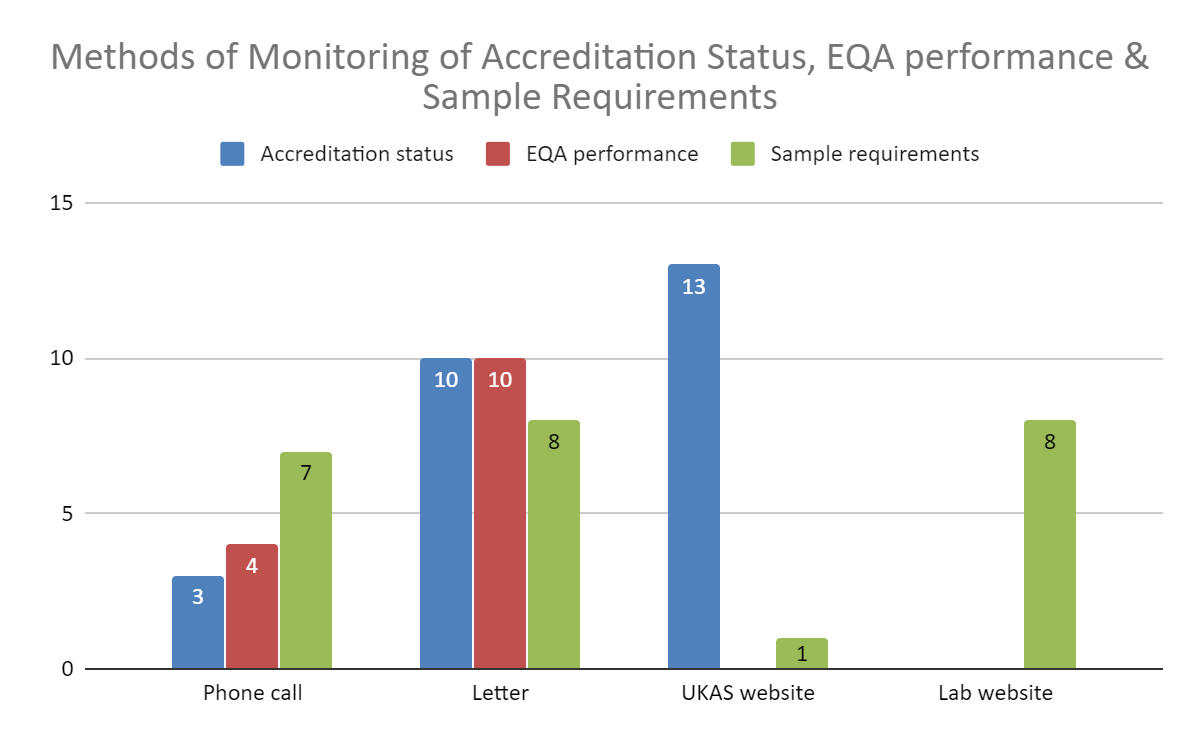 Methods of Monitoring of Accreditation Status, EQA performance &
Sample Requirements
Accreditation status EQA performance Sample requirements
15
13
10
10 10
8 8
7
5
4
3
1
0
Phone call Letter UKAS website Lab website